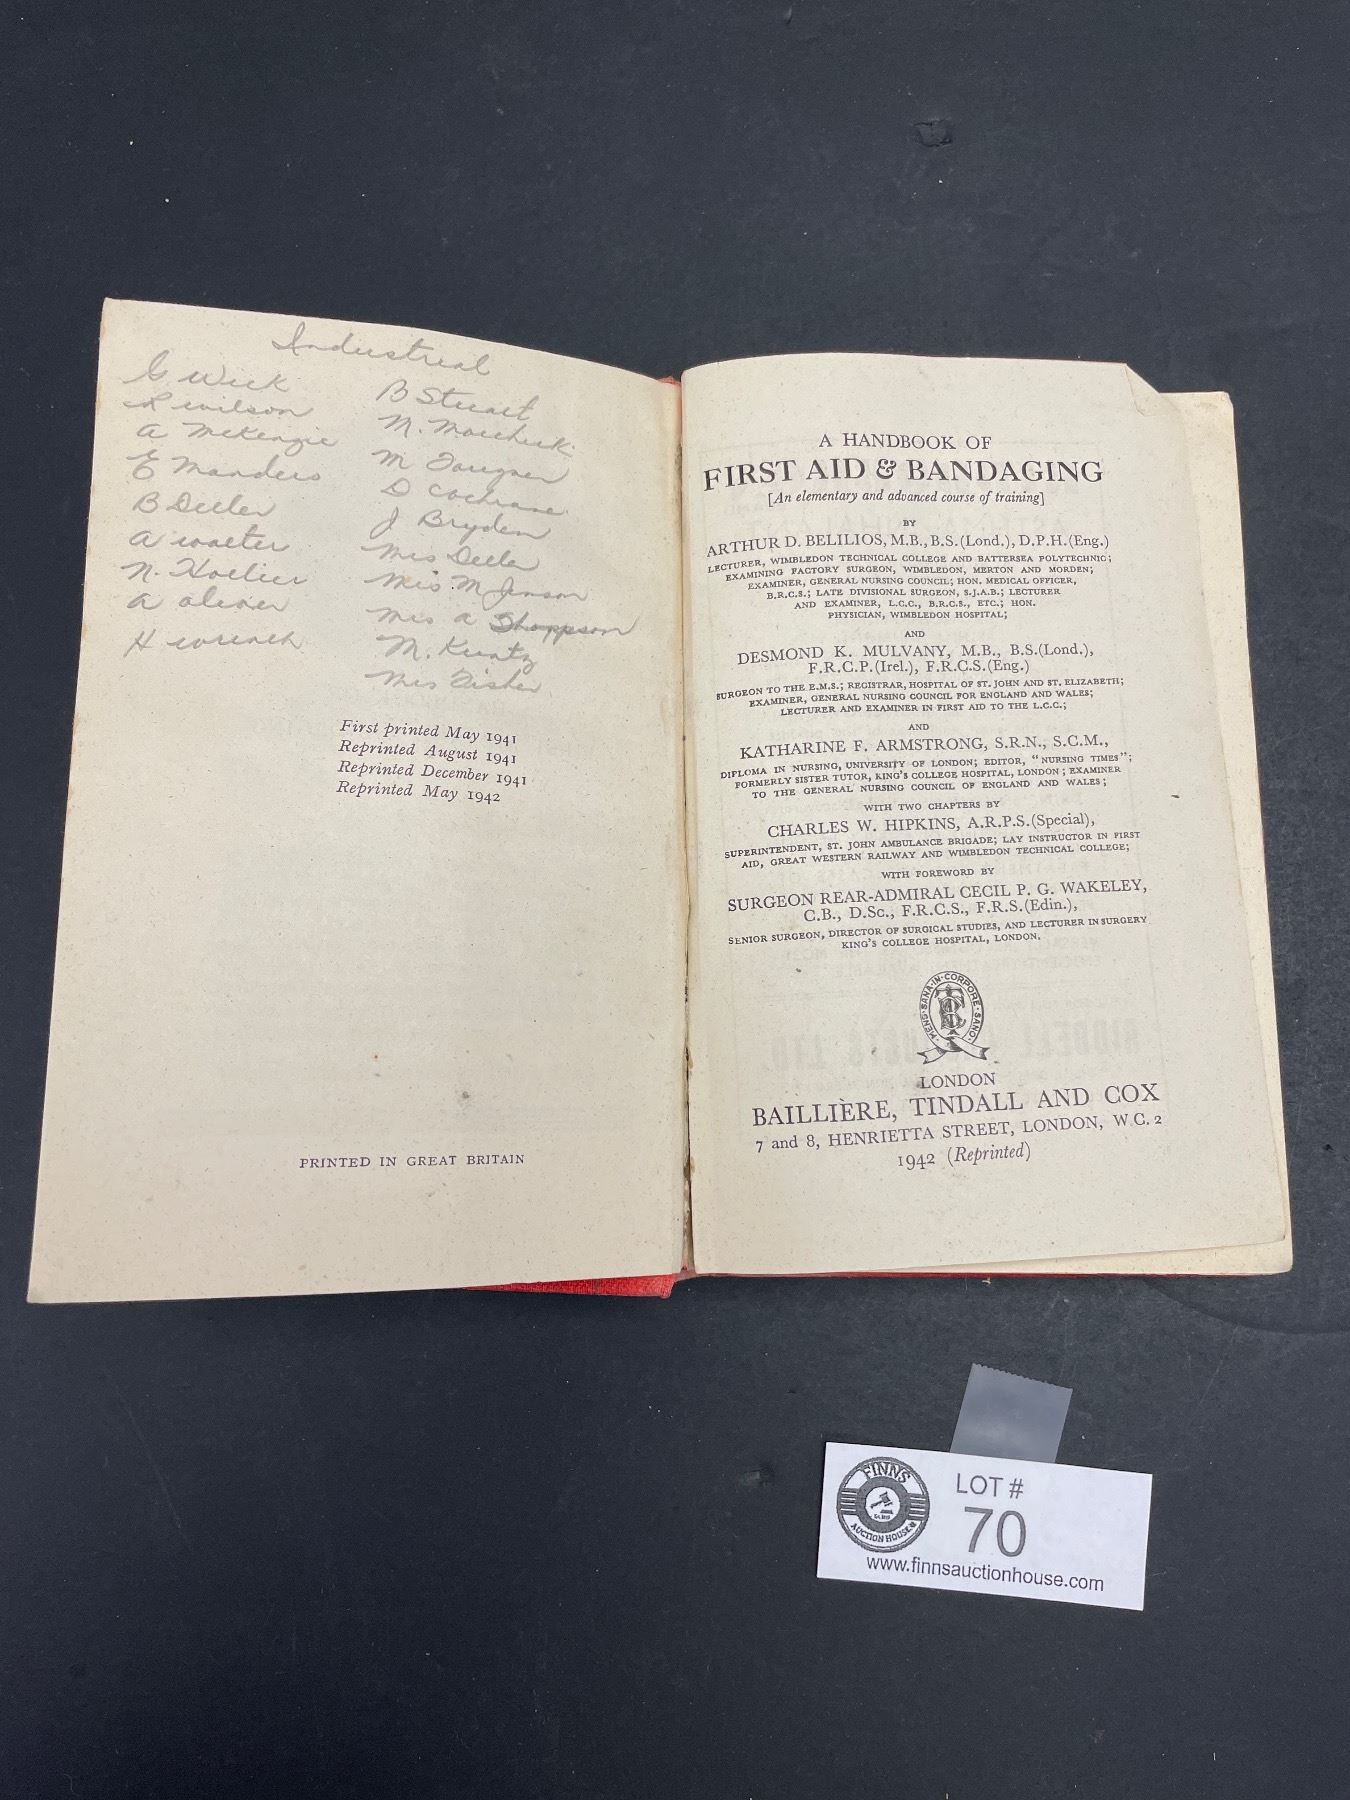 Industrial
G Wick
L Wilson
A McKenzie
E Manders
B Deeler
A Walter
N.
A Oliver
H Wrench
B Stuart
M.
M
D Cochrane
J Bryden
Mrs Deeler
Mrs. M Jenson
Mrs A
M. Kuntz
Mrs Fisher
First printed May 1941
Reprinted August 1941
Reprinted December 1941
Reprinted May 1942
PRINTED IN GREAT BRITAIN
A HANDBOOK OF
FIRST AID & BANDAGING
[An elementary and advanced course of training]
BY
ARTHUR D. BELILIOS, M.B., B.S.(Lond.), D.P.H.(Eng.)
LECTURER, WIMBLEDON TECHNICAL COLLEGE AND BATTERSEA POLYTECHNIC;
EXAMINING FACTORY SURGEON, WIMBLEDON, MERTON AND MORDEN;
EXAMINER, GENERAL NURSING COUNCIL; HON. MEDICAL OFFICER,
B.R.C.S.; LATE DIVISIONAL SURGEON, S.J.A.B.; LECTURER
AND EXAMINER, L.C.C., B.R.C.S., ETC.; HON.
PHYSICIAN, WIMBLEDON HOSPITAL;
AND
DESMOND K. MULVANY, M.B., B.S.(Lond.),
F.R.C.P.(Irel.), F.R.C.S.(Eng.)
SURGEON TO THE E.M.S.; REGISTRAR, HOSPITAL OF ST. JOHN AND ST. ELIZABETH;
EXAMINER, GENERAL NURSING COUNCIL FOR ENGLAND AND WALES;
LECTURER AND EXAMINER IN FIRST AID TO THE L.C.C.;
AND
KATHARINE F. ARMSTRONG, S.R.N., S.C.M.,
DIPLOMA IN NURSING, UNIVERSITY OF LONDON; EDITOR, "NURSING TIMES";
FORMERLY SISTER TUTOR, KING'S COLLEGE HOSPITAL, LONDON; EXAMINER
TO THE GENERAL NURSING COUNCIL OF ENGLAND AND WALES;
WITH TWO CHAPTERS BY
CHARLES W. HIPKINS, A.R.P.S.(Special),
SUPERINTENDENT, ST. JOHN AMBULANCE BRIGADE; LAY INSTRUCTOR IN FIRST
AID, GREAT WESTERN RAILWAY AND WIMBLEDON TECHNICAL COLLEGE;
WITH FOREWORD BY
SURGEON REAR-ADMIRAL CECIL P. G. WAKELEY,
C.B., D.Sc., F.R.C.S., F.R.S.(Edin.),
SENIOR SURGEON, DIRECTOR OF SURGICAL STUDIES, AND LECTURER IN SURGERY
KING'S COLLEGE HOSPITAL, LONDON.
MENS·SANA·IN·CORPORE·SANO·
LONDON
BAILLIÈRE, TINDALL AND COX
7 and 8, HENRIETTA STREET, LONDON, W.C. 2
1942 (Reprinted)
FINNS
AUCTION HOUSE
LOT #
70
www.finnsauctionhouse.com